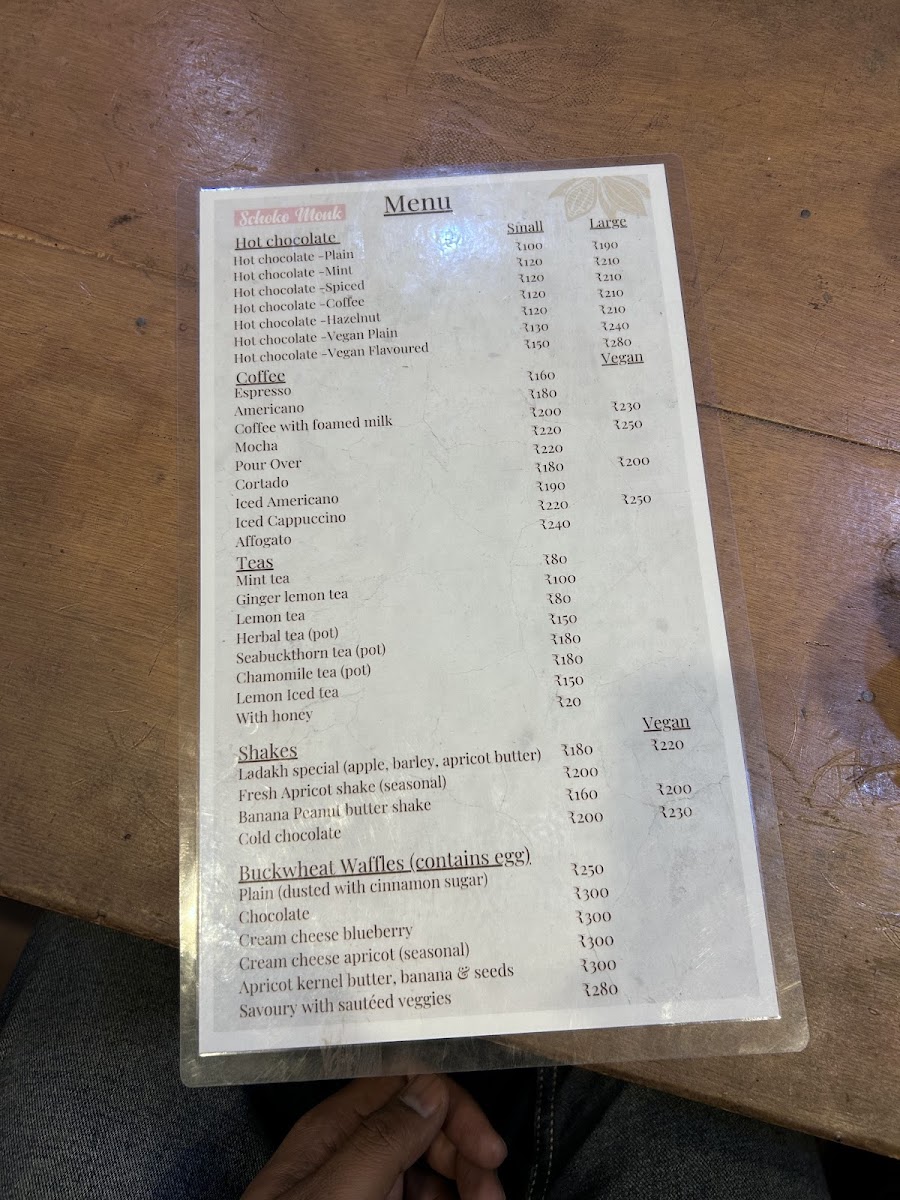 Schoko Monk
Menu
Hot chocolate Small Large
Hot chocolate -Plain ₹100 ₹190
Hot chocolate -Mint ₹120 ₹210
Hot chocolate -Spiced ₹120 ₹210
Hot chocolate -Coffee ₹120 ₹210
Hot chocolate -Hazelnut ₹120 ₹210
Hot chocolate -Vegan Plain ₹130 ₹240
Hot chocolate -Vegan Flavoured ₹150 ₹280
Coffee Vegan
Espresso ₹160
Americano ₹180
Coffee with foamed milk ₹200 ₹230
Mocha ₹220 ₹250
Pour Over ₹220
Cortado ₹180 ₹200
Iced Americano ₹190
Iced Cappuccino ₹220 ₹250
Affogato ₹240
Teas
Mint tea ₹80
Ginger lemon tea ₹100
Lemon tea ₹80
Herbal tea (pot) ₹150
Seabuckthorn tea (pot) ₹180
Chamomile tea (pot) ₹180
Lemon Iced tea ₹150
With honey ₹20
Shakes Vegan
Ladakh special (apple, barley, apricot butter) ₹180 ₹220
Fresh Apricot shake (seasonal) ₹200
Banana Peanut butter shake ₹160 ₹200
Cold chocolate ₹200 ₹230
Buckwheat Waffles (contains egg)
Plain (dusted with cinnamon sugar) ₹250
Chocolate ₹300
Cream cheese blueberry ₹300
Cream cheese apricot (seasonal) ₹300
Apricot kernel butter, banana & seeds ₹300
Savoury with sautéed veggies ₹280